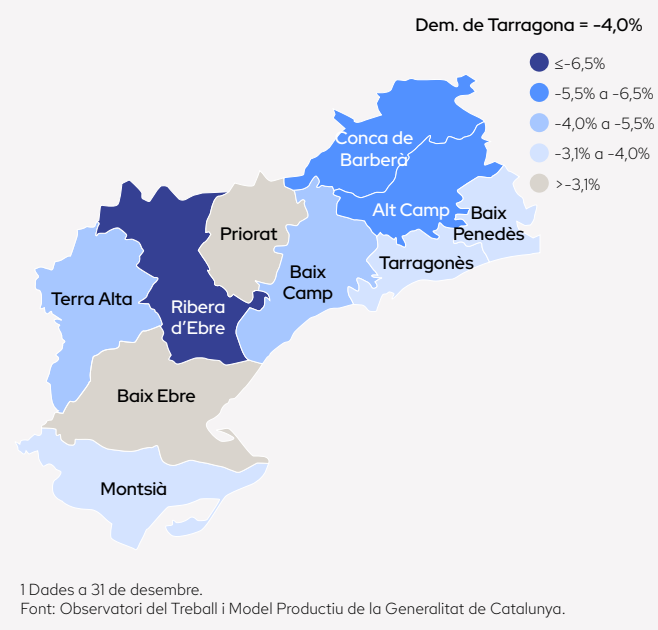 Dem. de Tarragona = -4,0%
≤-6,5%
-5,5% a -6,5%
-4,0% a -5,5%
-3,1% a -4,0%
>-3,1%
Conca de
Barberà
Alt Camp
Baix
Penedès
Priorat
Tarragonès
Baix
Camp
Terra Alta
Ribera
d'Ebre
Baix Ebre
Montsià
1 Dades a 31 de desembre.
Font: Observatori del Treball i Model Productiu de la Generalitat de Catalunya.